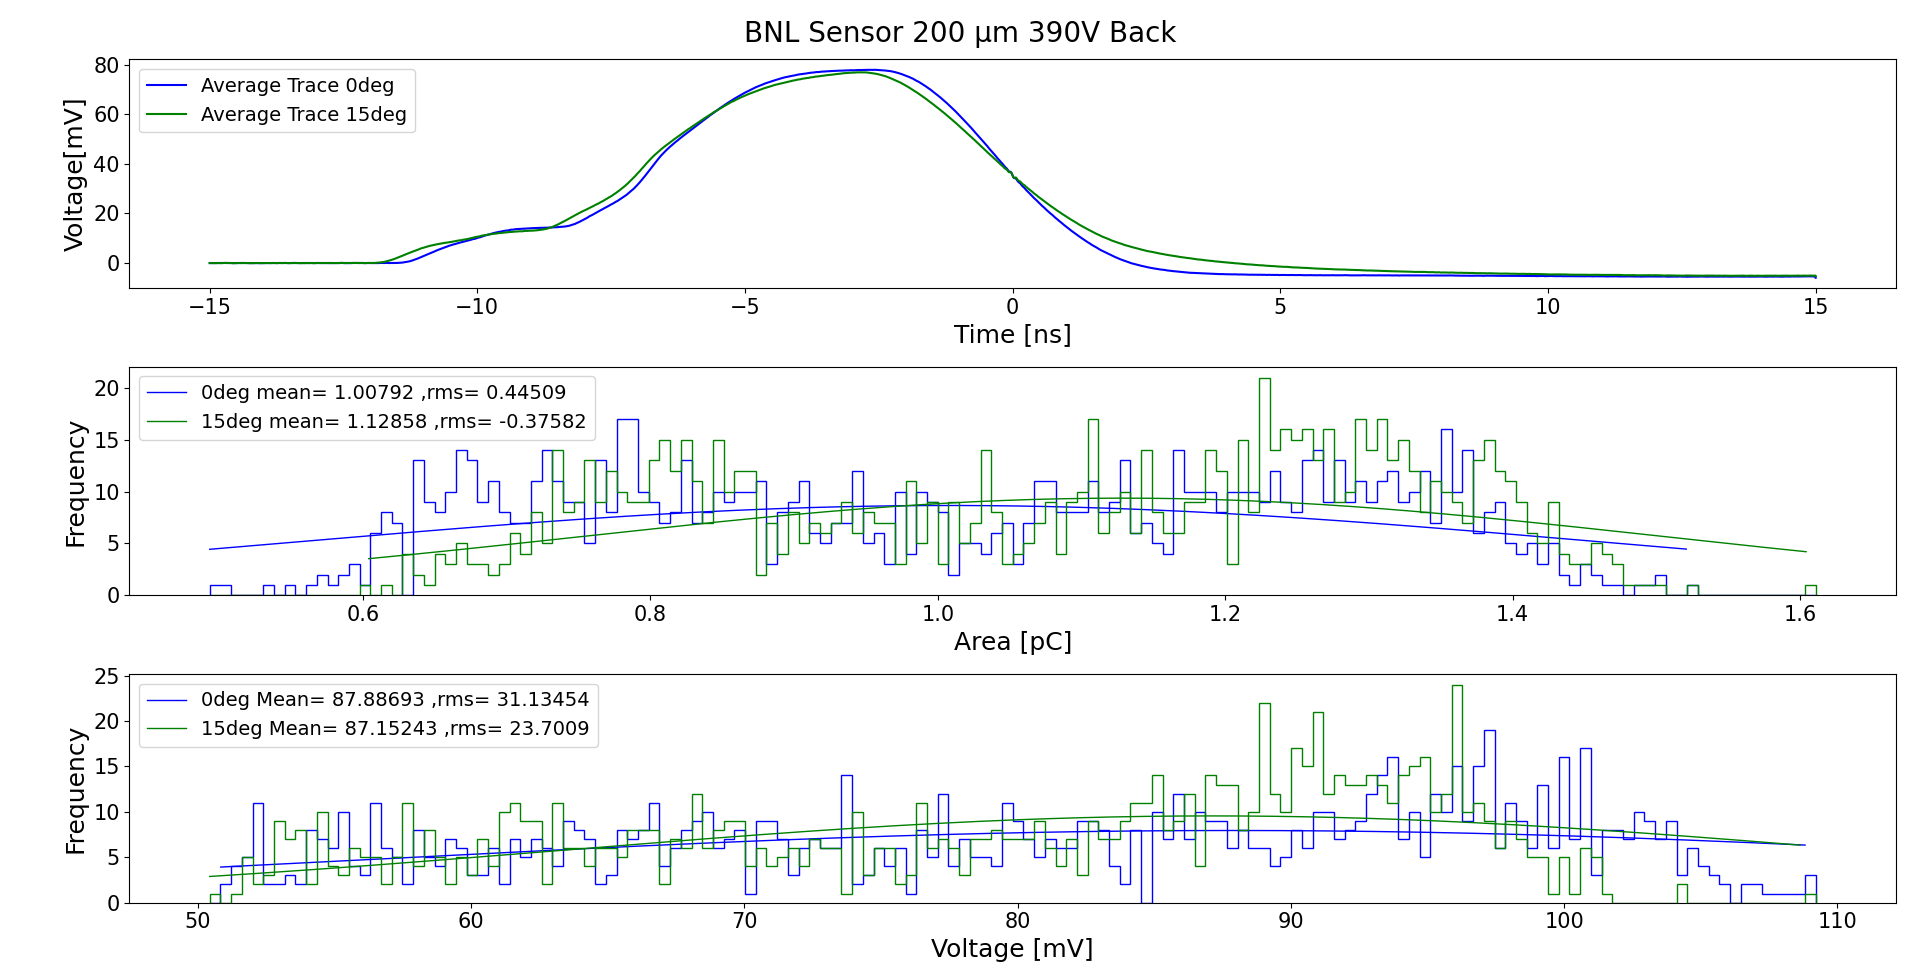 BNL Sensor 200 μm 390V Back
80
60
40
20
0
Voltage[mV]
Average Trace 0deg
Average Trace 15deg
−15 −10 −5 0 5 10 15
Time [ns]
20
15
10
5
0
Frequency
0deg mean= 1.00792 ,rms= 0.44509
15deg mean= 1.12858 ,rms= -0.37582
0.6 0.8 1.0 1.2 1.4 1.6
Area [pC]
25
20
15
10
5
0
Frequency
0deg Mean= 87.88693 ,rms= 31.13454
15deg Mean= 87.15243 ,rms= 23.7009
50 60 70 80 90 100 110
Voltage [mV]